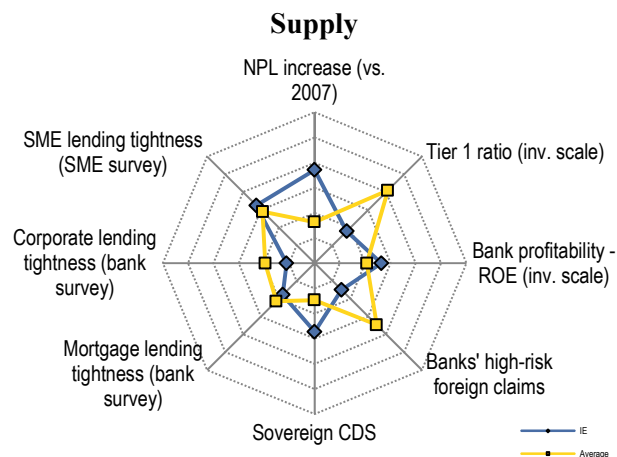 Supply
NPL increase (vs.
2007)
Tier 1 ratio (inv. scale)
Bank profitability -
ROE (inv. scale)
Banks' high-risk
foreign claims
Sovereign CDS
Mortgage lending
tightness (bank
survey)
Corporate lending
tightness (bank
survey)
SME lending tightness
(SME survey)
IE
Average